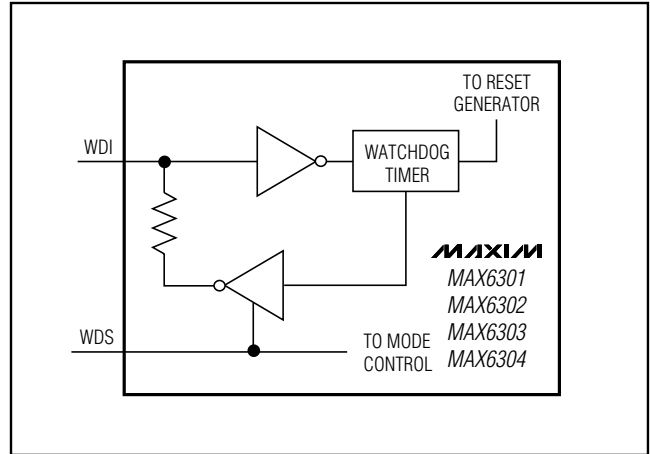 TO RESET
GENERATOR
WDI
WATCHDOG
TIMER
MAXIM
MAX6301
MAX6302
MAX6303
MAX6304
WDS
TO MODE
CONTROL